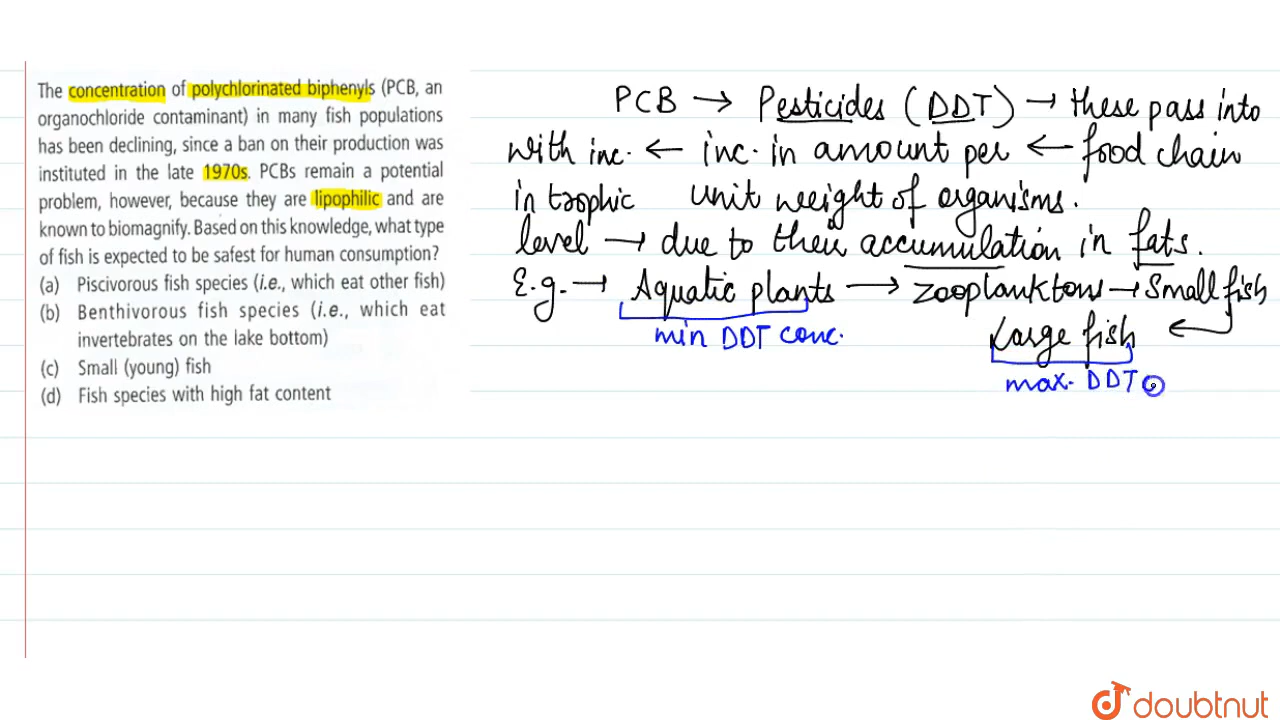 The concentration of polychlorinated biphenyls (PCB, an
organochloride contaminant) in many fish populations
has been declining, since a ban on their production was
instituted in the late 1970s. PCBs remain a potential
problem, however, because they are lipophilic and are
known to biomagnify. Based on this knowledge, what type
of fish is expected to be safest for human consumption?
(a) Piscivorous fish species (i.e., which eat other fish)
(b) Benthivorous fish species (i.e., which eat
invertebrates on the lake bottom)
(c) Small (young) fish
(d) Fish species with high fat content
PCB → Pesticides (DDT) → these pass into
with inc. ← inc. in amount per ← food chain
in trophic unit weight of organisms.
level → due to their accumulation in fats.
E.g. → Aquatic plants → zooplanktons → Small fish
min DDT conc.
Large fish ←
max. DDT
doubtnut